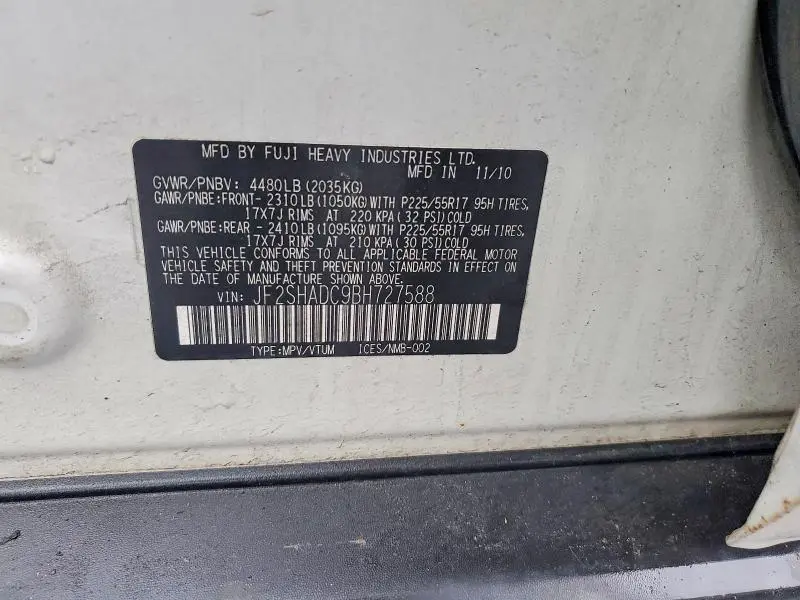 MFD BY FUJI HEAVY INDUSTRIES LTD.
MFD IN 11/10
GVWR/PNBV: 4480LB (2035KG)
GAWR/PNBE:FRONT- 2310LB (1050KG) WITH P225/55R17 95H TIRES,
17X7J RIMS AT 220 KPA ( 32 PSI) COLD
GAWR/PNBE:REAR - 2410LB (1095KG) WITH P225/55R17 95H TIRES,
17X7J RIMS AT 210 KPA ( 30 PSI) COLD
THIS VEHICLE CONFORMS TO ALL APPLICABLE FEDERAL MOTOR
VEHICLE SAFETY AND THEFT PREVENTION STANDARDS IN EFFECT ON
THE DATE OF MANUFACTURE SHOWN ABOVE.
VIN: JF2SHADC9BH727588
TYPE:MPV/VTUM ICES/NMB-002